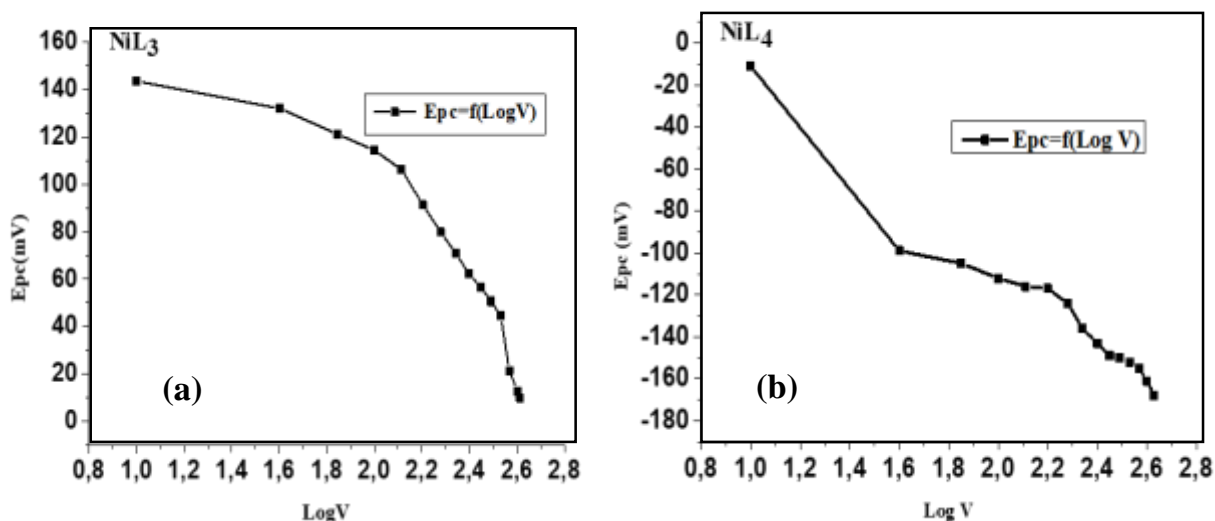 NiL3
160
140
120
100
80
60
40
20
0
Epc(mV)
Epc=f(LogV)
(a)
0,8 1,0 1,2 1,4 1,6 1,8 2,0 2,2 2,4 2,6 2,8
LogV
NiL4
0
-20
-40
-60
-80
-100
-120
-140
-160
-180
Epc (mV)
Epc=f(Log V)
(b)
0,8 1,0 1,2 1,4 1,6 1,8 2,0 2,2 2,4 2,6 2,8
Log V